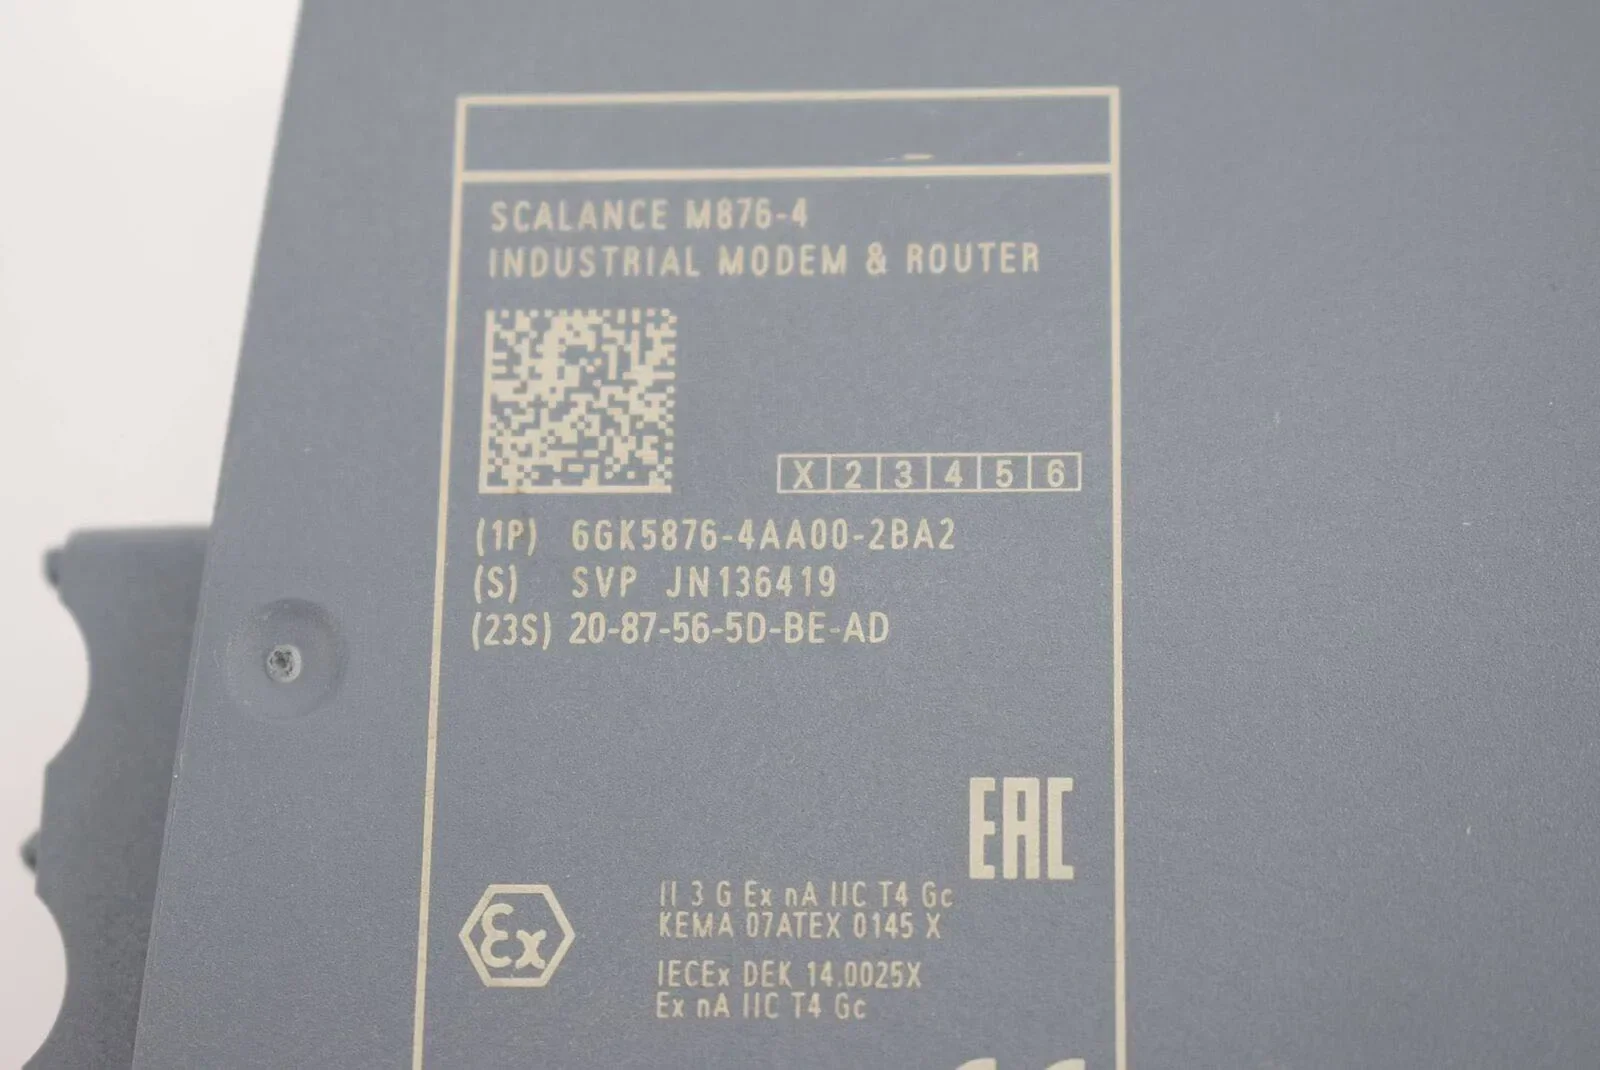 SCALANCE M876-4
INDUSTRIAL MODEM & ROUTER
X 2 3 4 5 6
(1P) 6GK5876-4AA00-2BA2
(S) SVP JN136419
(23S) 20-87-56-5D-BE-AD
EAC
II 3 G Ex nA IIC T4 Gc
KEMA 07ATEX 0145 X
Ex
IECEx DEK 14.0025X
Ex nA IIC T4 Gc